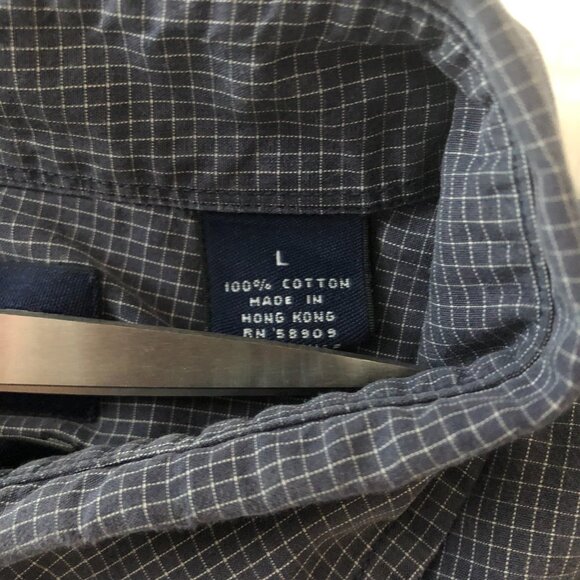 L
100% COTTON
MADE IN
HONG KONG
RN 58909